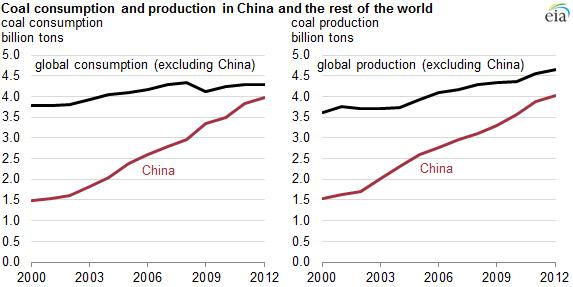 Coal consumption and production in China and the rest of the world
coal consumption
billion tons
5.0
4.5
4.0
3.5
3.0
2.5
2.0
1.5
1.0
0.5
0.0
2000 2003 2006 2009 2012
global consumption (excluding China)
China
coal production
billion tons
eia
5.0
4.5
4.0
3.5
3.0
2.5
2.0
1.5
1.0
0.5
0.0
2000 2003 2006 2009 2012
global production (excluding China)
China